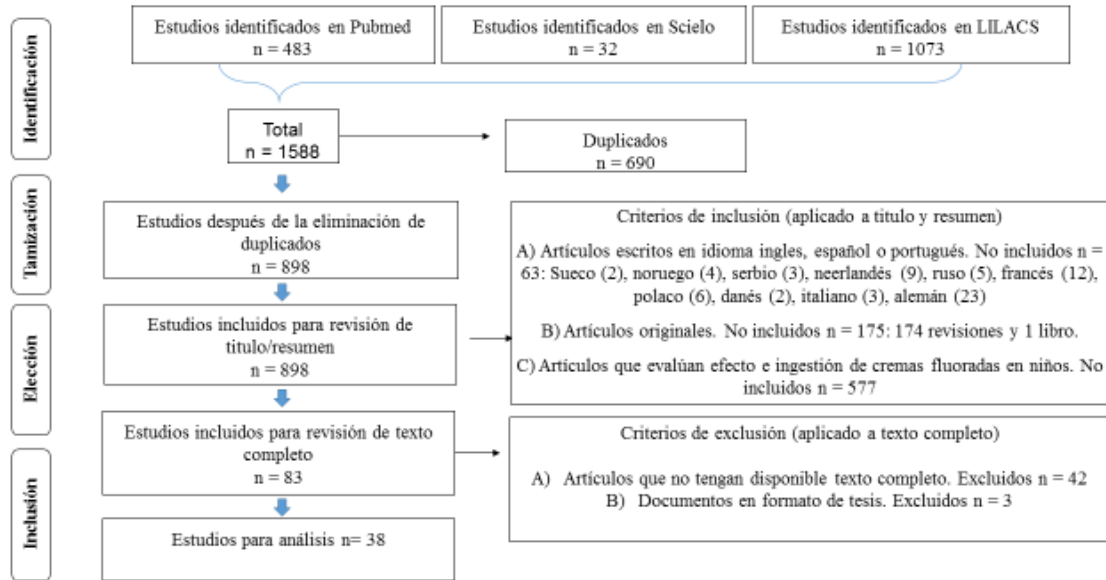 Identificación
Estudios identificados en Pubmed
n = 483
Estudios identificados en Scielo
n = 32
Estudios identificados en LILACS
n = 1073
Total
n = 1588
Duplicados
n = 690
Tamización
Estudios después de la eliminación de
duplicados
n = 898
Criterios de inclusión (aplicado a titulo y resumen)
A) Artículos escritos en idioma ingles, español o portugués. No incluidos n =
63: Sueco (2), noruego (4), serbio (3), neerlandés (9), ruso (5), francés (12),
polaco (6), danés (2), italiano (3), alemán (23)
B) Artículos originales. No incluidos n = 175: 174 revisiones y 1 libro.
C) Artículos que evalúan efecto e ingestión de cremas fluoradas en niños. No
incluidos n = 577
Elección
Estudios incluidos para revisión de
titulo/resumen
n = 898
Estudios incluidos para revisión de texto
completo
n = 83
Criterios de exclusión (aplicado a texto completo)
A) Artículos que no tengan disponible texto completo. Excluidos n = 42
B) Documentos en formato de tesis. Excluidos n = 3
Inclusión
Estudios para análisis n= 38